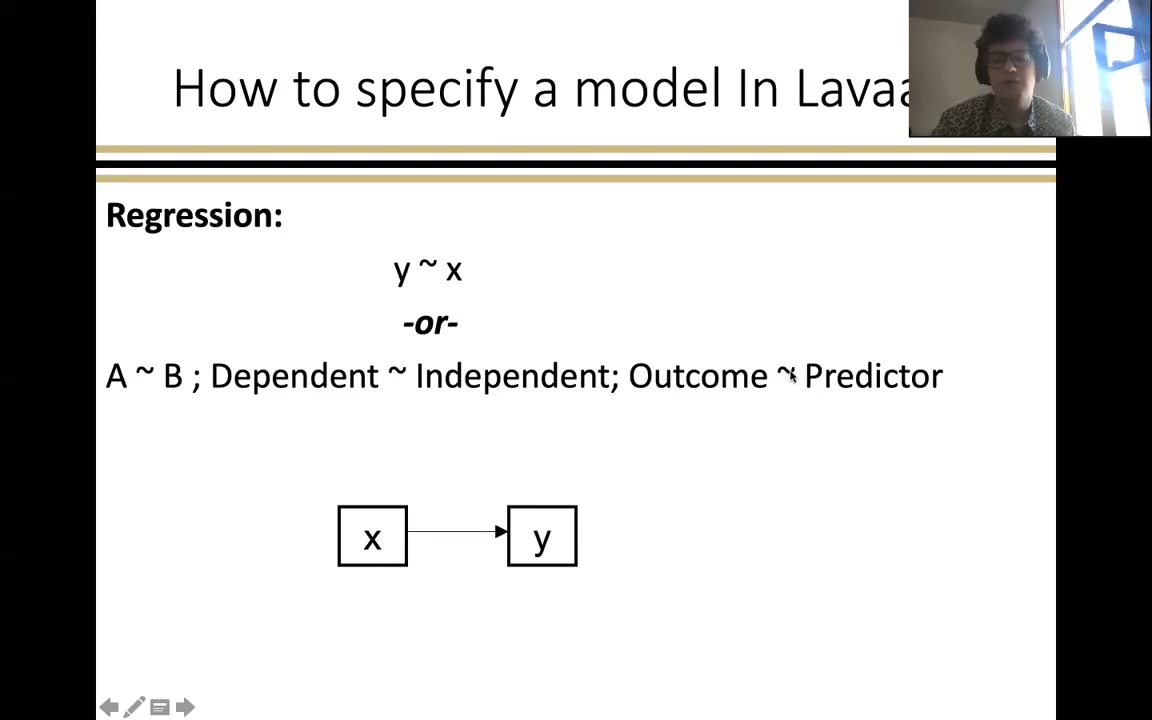 How to specify a model In Lavaa
Regression:
y ~ x
-or-
A ~ B ; Dependent ~ Independent; Outcome ~ Predictor
x
y